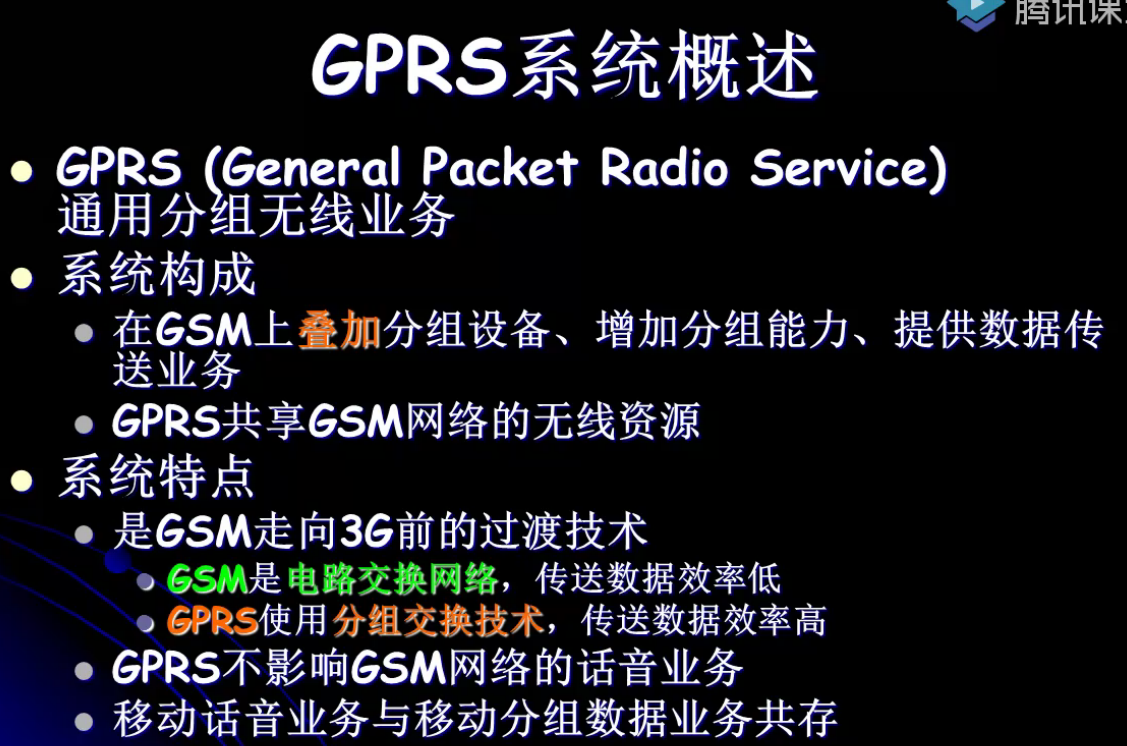 腾讯课
GPRS系统概述
GPRS (General Packet Radio Service)
通用分组无线业务
系统构成
在GSM上叠加分组设备、增加分组能力、提供数据传
送业务
GPRS共享GSM网络的无线资源
系统特点
是GSM走向3G前的过渡技术
GSM是电路交换网络，传送数据效率低
GPRS使用分组交换技术，传送数据效率高
GPRS不影响GSM网络的话音业务
移动话音业务与移动分组数据业务共存